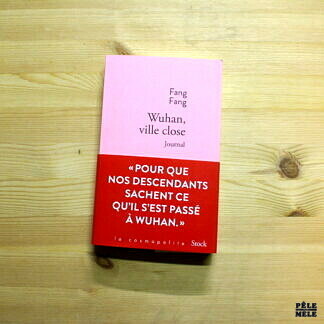 Fang
Fang
Wuhan,
ville close
Journal
« POUR QUE
NOS DESCENDANTS
SACHENT CE
QU'IL S'EST PASSÉ
À WUHAN. »
la cosmopolite Stock
PÊLE
MÊLE